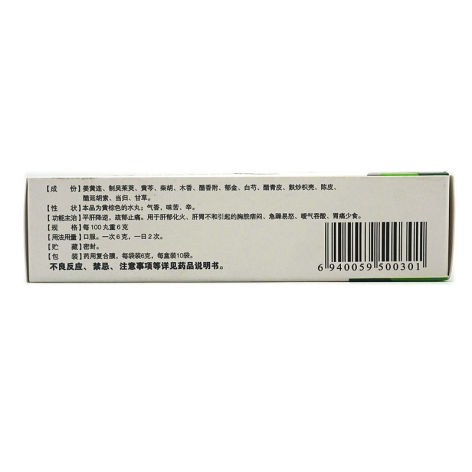 【成　份】姜黄连、制吴茱萸、黄芩、柴胡、木香、醋香附、郁金、白芍、醋青皮、麸炒枳壳、陈皮、
醋延胡索、当归、甘草。
【性　状】本品为黄棕色的水丸；气香，味苦、辛。
【功能主治】平肝降逆，疏郁止痛。用于肝郁化火、肝胃不和引起的胸脘痞闷、急躁易怒、嗳气吞酸、胃痛少食。
【规　格】每100丸重6克
【用法用量】口服。一次6克，一日2次。
【贮　藏】密封。
【包　装】药用复合膜，每袋装6克，每盒装10袋。
不良反应、禁忌、注意事项等详见药品说明书。
6 940059 500301